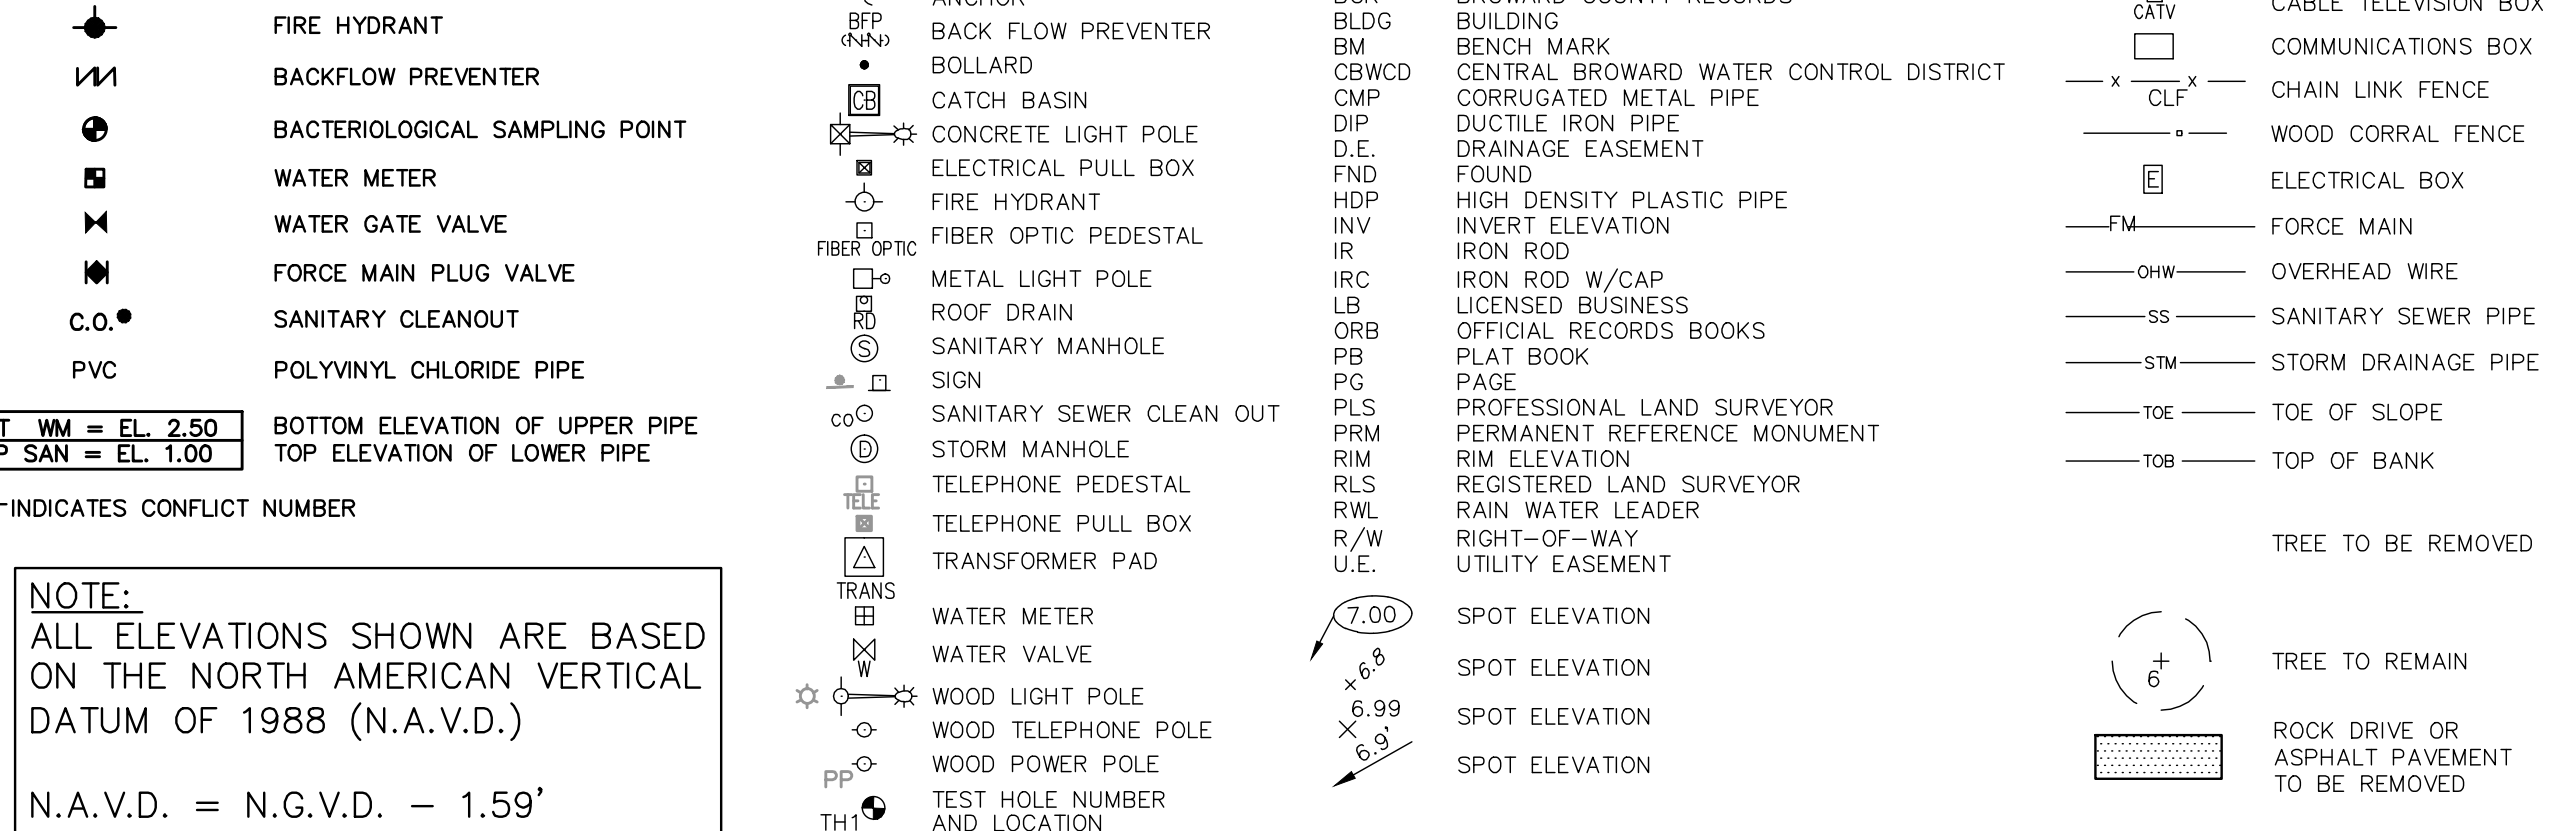 FIRE HYDRANT
BACKFLOW PREVENTER
BACTERIOLOGICAL SAMPLING POINT
WATER METER
WATER GATE VALVE
FORCE MAIN PLUG VALVE
C.O. SANITARY CLEANOUT
PVC POLYVINYL CHLORIDE PIPE
T WM = EL. 2.50 BOTTOM ELEVATION OF UPPER PIPE
P SAN = EL. 1.00 TOP ELEVATION OF LOWER PIPE
INDICATES CONFLICT NUMBER
NOTE:
ALL ELEVATIONS SHOWN ARE BASED
ON THE NORTH AMERICAN VERTICAL
DATUM OF 1988 (N.A.V.D.)
N.A.V.D. = N.G.V.D. - 1.59'
ANCHOR
BFP BACK FLOW PREVENTER
BOLLARD
CB CATCH BASIN
CONCRETE LIGHT POLE
ELECTRICAL PULL BOX
FIRE HYDRANT
FIBER OPTIC FIBER OPTIC PEDESTAL
METAL LIGHT POLE
RD ROOF DRAIN
S SANITARY MANHOLE
SIGN
CO SANITARY SEWER CLEAN OUT
D STORM MANHOLE
TELE TELEPHONE PEDESTAL
TELEPHONE PULL BOX
TRANSFORMER PAD
TRANS
WATER METER
W WATER VALVE
WOOD LIGHT POLE
WOOD TELEPHONE POLE
PP WOOD POWER POLE
TEST HOLE NUMBER
TH1 AND LOCATION
BROWARD COUNTY RECORDS
BLDG BUILDING
BM BENCH MARK
CBWCD CENTRAL BROWARD WATER CONTROL DISTRICT
CMP CORRUGATED METAL PIPE
DIP DUCTILE IRON PIPE
D.E. DRAINAGE EASEMENT
FND FOUND
HDP HIGH DENSITY PLASTIC PIPE
INV INVERT ELEVATION
IR IRON ROD
IRC IRON ROD W/CAP
LB LICENSED BUSINESS
ORB OFFICIAL RECORDS BOOKS
PB PLAT BOOK
PG PAGE
PLS PROFESSIONAL LAND SURVEYOR
PRM PERMANENT REFERENCE MONUMENT
RIM RIM ELEVATION
RLS REGISTERED LAND SURVEYOR
RWL RAIN WATER LEADER
R/W RIGHT-OF-WAY
U.E. UTILITY EASEMENT
7.00 SPOT ELEVATION
6.8 SPOT ELEVATION
6.99 SPOT ELEVATION
6.9' SPOT ELEVATION
CABLE TELEVISION BOX
CATV
COMMUNICATIONS BOX
x x CLF CHAIN LINK FENCE
WOOD CORRAL FENCE
E ELECTRICAL BOX
FM FORCE MAIN
OHW OVERHEAD WIRE
SS SANITARY SEWER PIPE
STM STORM DRAINAGE PIPE
TOE TOE OF SLOPE
TOB TOP OF BANK
TREE TO BE REMOVED
6 TREE TO REMAIN
ROCK DRIVE OR
ASPHALT PAVEMENT
TO BE REMOVED